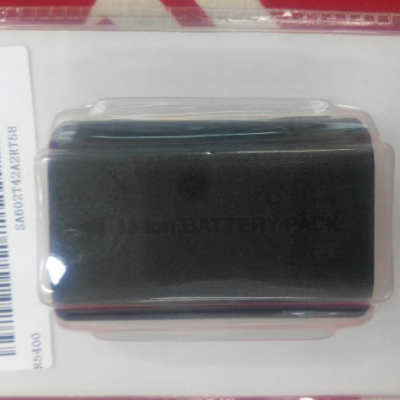 Li-Ion BATTERY PACK
SA602T42A2RT5B
R5400